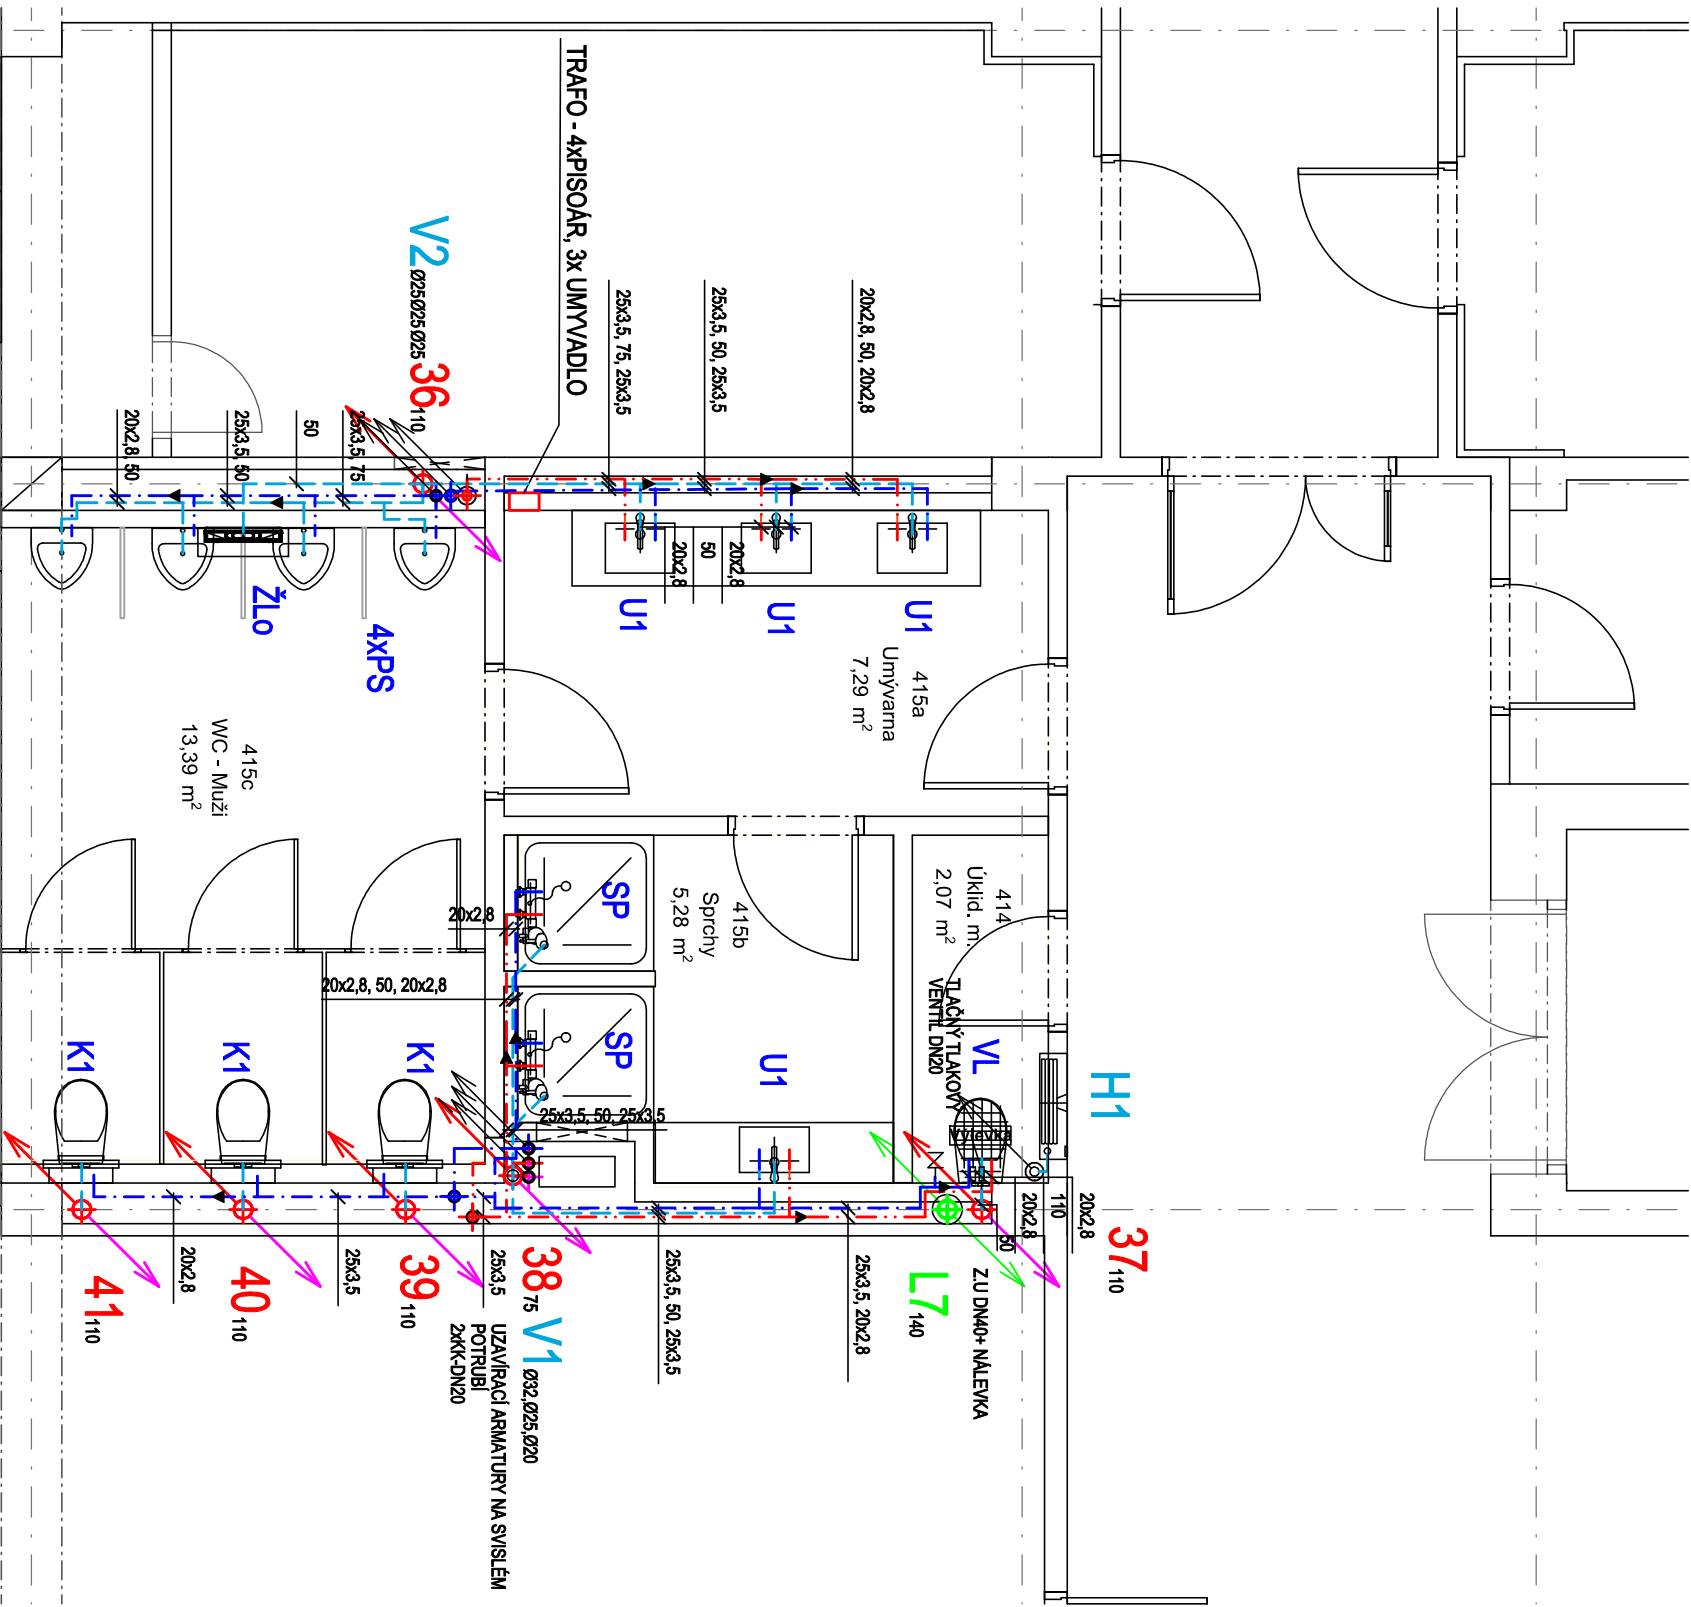 TRAFO - 4xPISOÁR, 3x UMYVADLO
V2
Ø25Ø25Ø25
36
110
25x3,5, 75, 25x3,5
25x3,5, 50, 25x3,5
20x2,8, 50, 20x2,8
20x2,8, 50
25x3,5, 50
50
25x3,5, 75
20x2,8
50
20x2,8
U1
U1
U1
ŽLo
4xPS
415a
Umývarna
7,29 m²
415c
WC - Muži
13,39 m²
415b
Sprchy
5,28 m²
414
Úklid. m.
2,07 m²
SP
SP
20x2,8
20x2,8, 50, 20x2,8
25x3,5, 50, 25x3,5
K1
K1
K1
U1
VL
TLAČNÝ TLAKOVÝ
VENTIL DN20
Výlevka
H1
20x2,8
110
20x2,8
50
37
110
L7
140
Z.U DN40+ NÁLEVKA
25x3,5, 20x2,8
25x3,5, 50, 25x3,5
38
75
V1
Ø32,Ø25,Ø20
25x3,5
UZAVÍRACÍ ARMATURY NA SVISLÉM
POTRUBÍ
2xKK-DN20
39
110
25x3,5
40
110
20x2,8
41
110